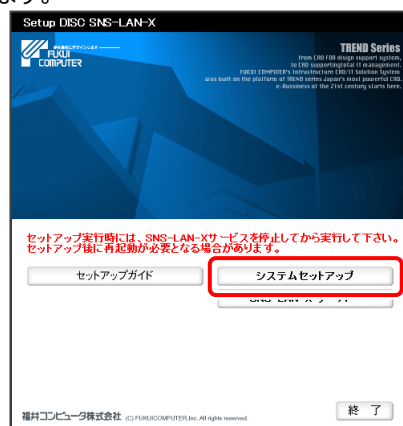 ます。
Setup DISC SNS-LAN-X
FUKUI
COMPUTER
TREND Series
from CAD FOR design support system,
to CAD supportingtotal IT management.
FUKUI COMPUTER's Infrastructure CAD/IT Solution System
was built on the platform of TREND series Japan's most powerful CAD.
e-Bussiness of the 21st century starts here.
セットアップ実行時には、SNS-LAN-Xサービスを停止してから実行して下さい。
セットアップ後に再起動が必要となる場合があります。
セットアップガイド
システムセットアップ
終 了
福井コンピュータ株式会社 (C) FUKUICOMPUTER,Inc. All rights reserved.